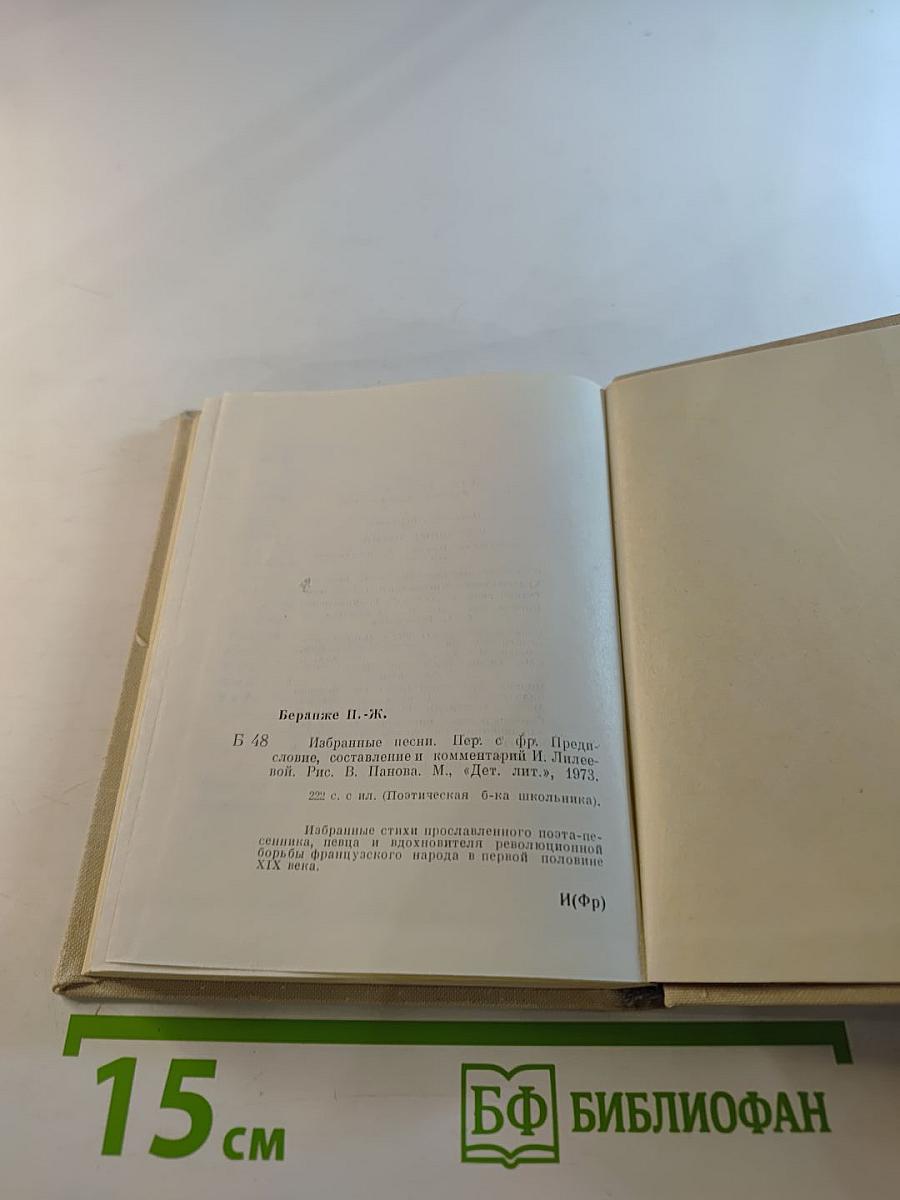 Беранже П.-Ж.
Б 48 Избранные песни. Пер. с фр. Преди-
словие, составление и комментарий И. Лилее-
вой. Рис. В. Панова. М., «Дет. лит.», 1973.
222 с. с ил. (Поэтическая б-ка школьника).
Избранные стихи прославленного поэта-пе-
сенника, певца и вдохновителя революционной
борьбы французского народа в первой половине
XIX века.
И(Фр)
15 см
БФ БИБЛИОФАН